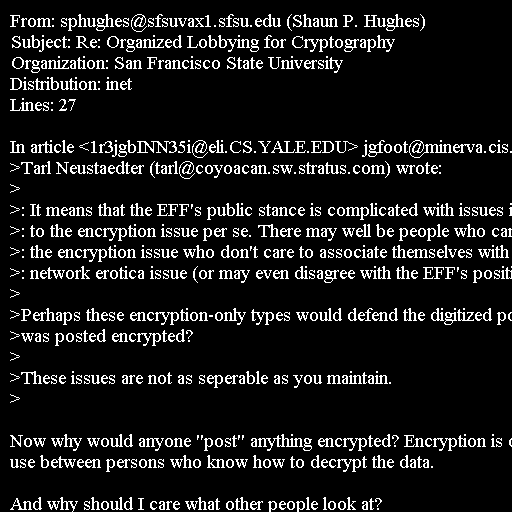 From: sphughes@sfsuvax1.sfsu.edu (Shaun P. Hughes)
Subject: Re: Organized Lobbying for Cryptography
Organization: San Francisco State University
Distribution: inet
Lines: 27

In article <1r3jgbINN35i@eli.CS.YALE.EDU> jgfoot@minerva.cis.
>Tarl Neustaedter (tarl@coyoacan.sw.stratus.com) wrote:
>
>: It means that the EFF's public stance is complicated with issues i
>: to the encryption issue per se. There may well be people who car
>: the encryption issue who don't care to associate themselves with
>: network erotica issue (or may even disagree with the EFF's positi
>
>Perhaps these encryption-only types would defend the digitized po
>was posted encrypted?
>
>These issues are not as seperable as you maintain.
>

Now why would anyone "post" anything encrypted? Encryption is o
use between persons who know how to decrypt the data.

And why should I care what other people look at?